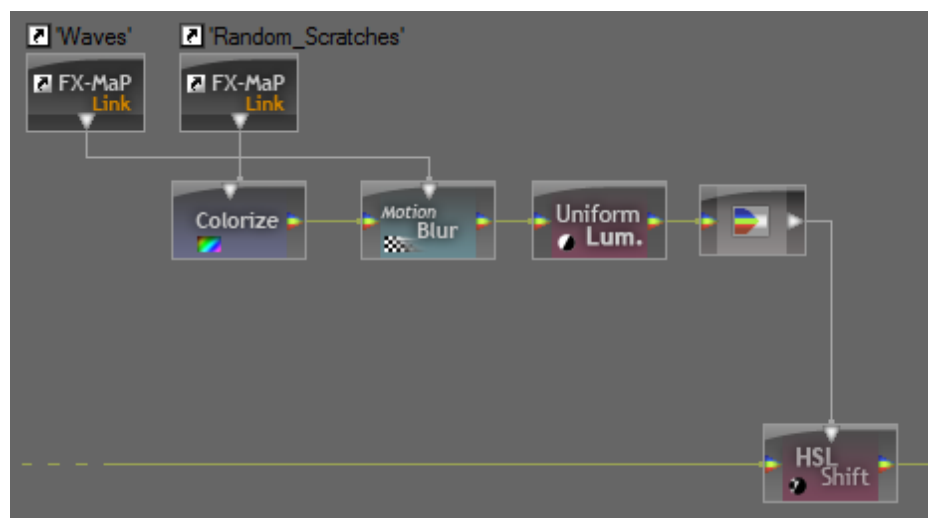 'Waves'
'Random_Scratches'
FX-MaP
Link
FX-MaP
Link
Colorize
Motion
Blur
Uniform
Lum.
HSL
Shift